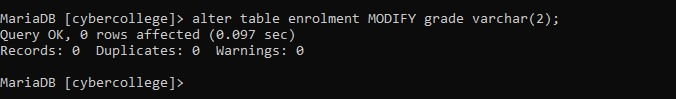 MariaDB [cybercollege]> alter table enrolment MODIFY grade varchar(2);
Query OK, 0 rows affected (0.097 sec)
Records: 0  Duplicates: 0  Warnings: 0
MariaDB [cybercollege]>